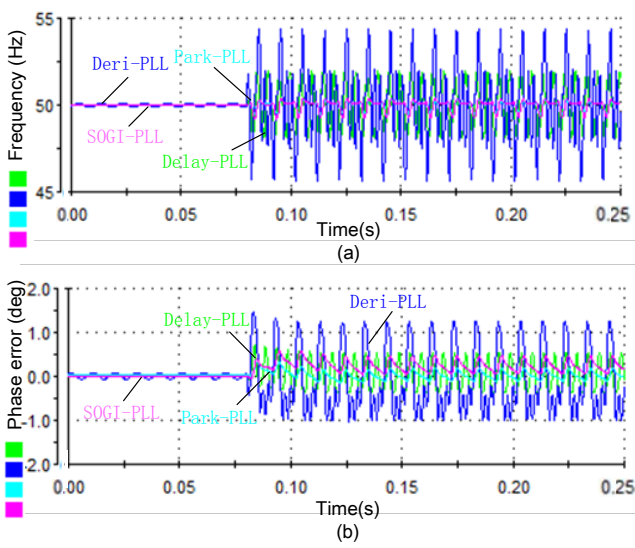 Frequency (Hz)
55
50
45
Deri-PLL
Park-PLL
SOGI-PLL
Delay-PLL
0.00 0.05 0.10 0.15 0.20 0.25
Time(s)
(a)
Phase error (deg)
2.0
1.0
0.0
-1.0
-2.0
Delay-PLL
Deri-PLL
SOGI-PLL
Park-PLL
0.00 0.05 0.10 0.15 0.20 0.25
Time(s)
(b)